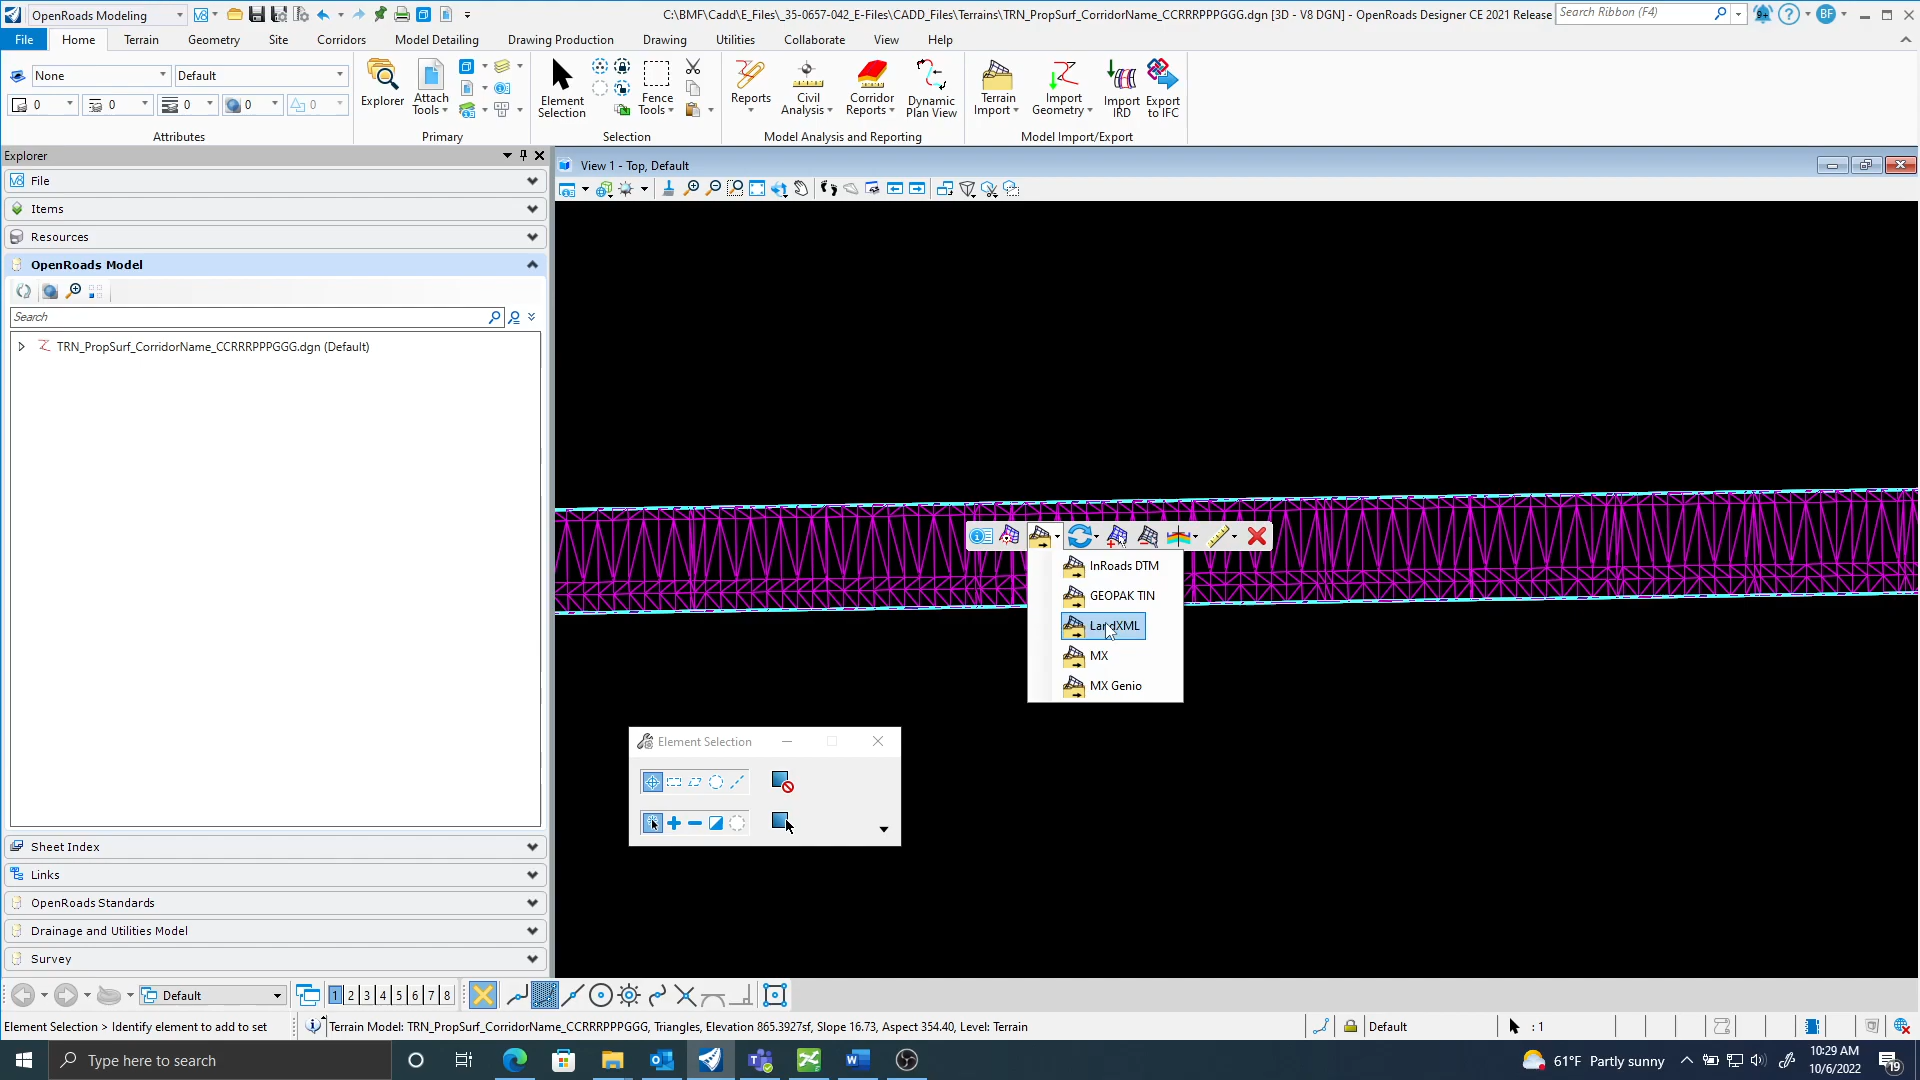 OpenRoads Modeling
C:\BMF\Cadd\E_Files\_35-0657-042_E-Files\CADD_Files\Terrains\TRN_PropSurf_CorridorName_CCRRRPPPGGG.dgn [3D - V8 DGN] - OpenRoads Designer CE 2021 Release
Search Ribbon (F4)
9+
BF
File Home Terrain Geometry Site Corridors Model Detailing Drawing Production Drawing Utilities Collaborate View Help
None
Default
0 0 0 0 0
Attributes
Explorer
Attach Tools
Primary
Element Selection
Fence Tools
Selection
Reports
Civil Analysis
Corridor Reports
Dynamic Plan View
Model Analysis and Reporting
Terrain Import
Import Geometry
Import IRD
Export to IFC
Model Import/Export
Explorer
File
Items
Resources
OpenRoads Model
Search
TRN_PropSurf_CorridorName_CCRRRPPPGGG.dgn (Default)
Sheet Index
Links
OpenRoads Standards
Drainage and Utilities Model
Survey
View 1 - Top, Default
InRoads DTM
GEOPAK TIN
LandXML
MX
MX Genio
Element Selection
Default
1 2 3 4 5 6 7 8
Element Selection > Identify element to add to set
Terrain Model: TRN_PropSurf_CorridorName_CCRRRPPPGGG, Triangles, Elevation 865.3927sf, Slope 16.73, Aspect 354.40, Level: Terrain
Default
: 1
Type here to search
61°F Partly sunny
10:29 AM
10/6/2022
19